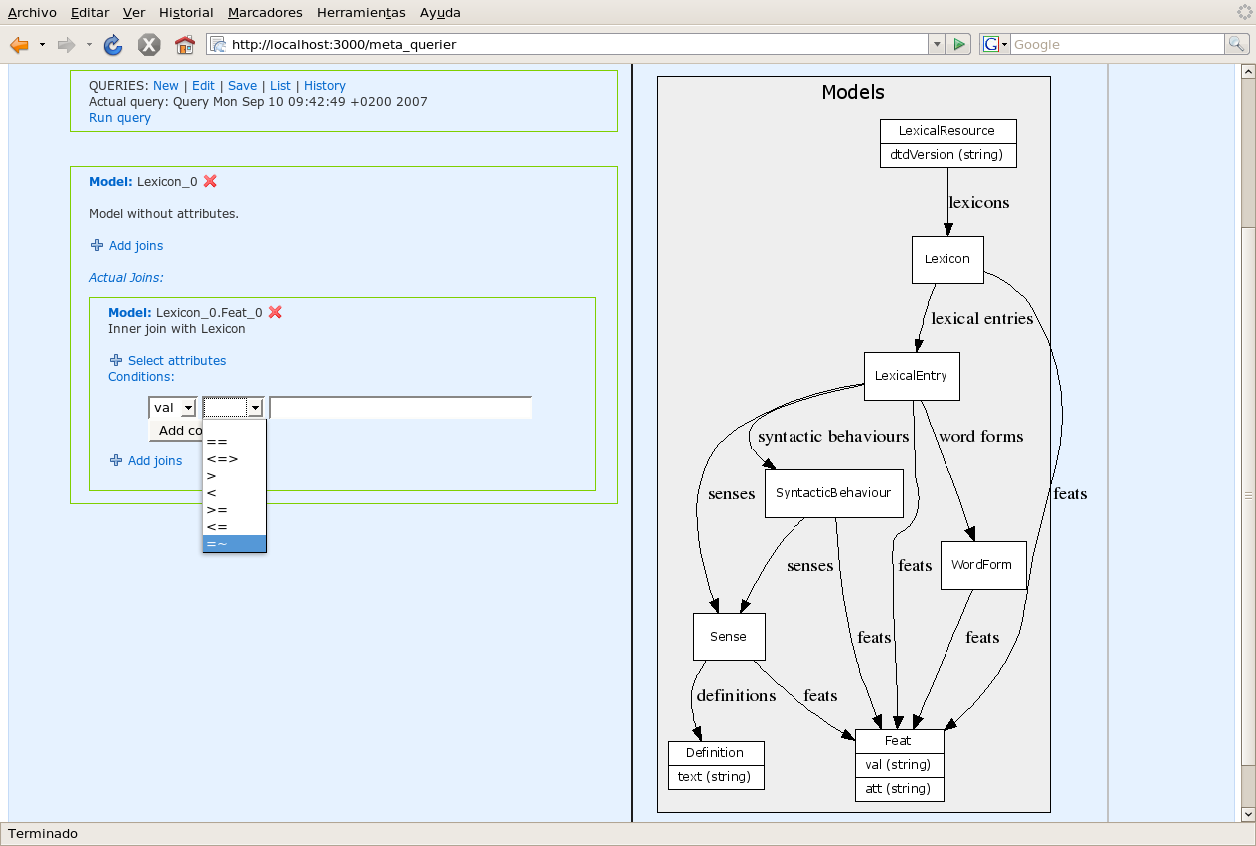 Archivo Editar Ver Historial Marcadores Herramientas Ayuda
http://localhost:3000/meta_querier
G Google
QUERIES: New | Edit | Save | List | History
Actual query: Query Mon Sep 10 09:42:49 +0200 2007
Run query
Model: Lexicon_0
Model without attributes.
Add joins
Actual Joins:
Model: Lexicon_0.Feat_0
Inner join with Lexicon
Select attributes
Conditions:
val
Add co
==
<=>
>
<
>=
<=
=~
Add joins
Models
LexicalResource
dtdVersion (string)
lexicons
Lexicon
lexical entries
LexicalEntry
syntactic behaviours
word forms
senses
SyntacticBehaviour
feats
senses
feats
WordForm
Sense
feats
feats
definitions
feats
Definition
text (string)
Feat
val (string)
att (string)
Terminado